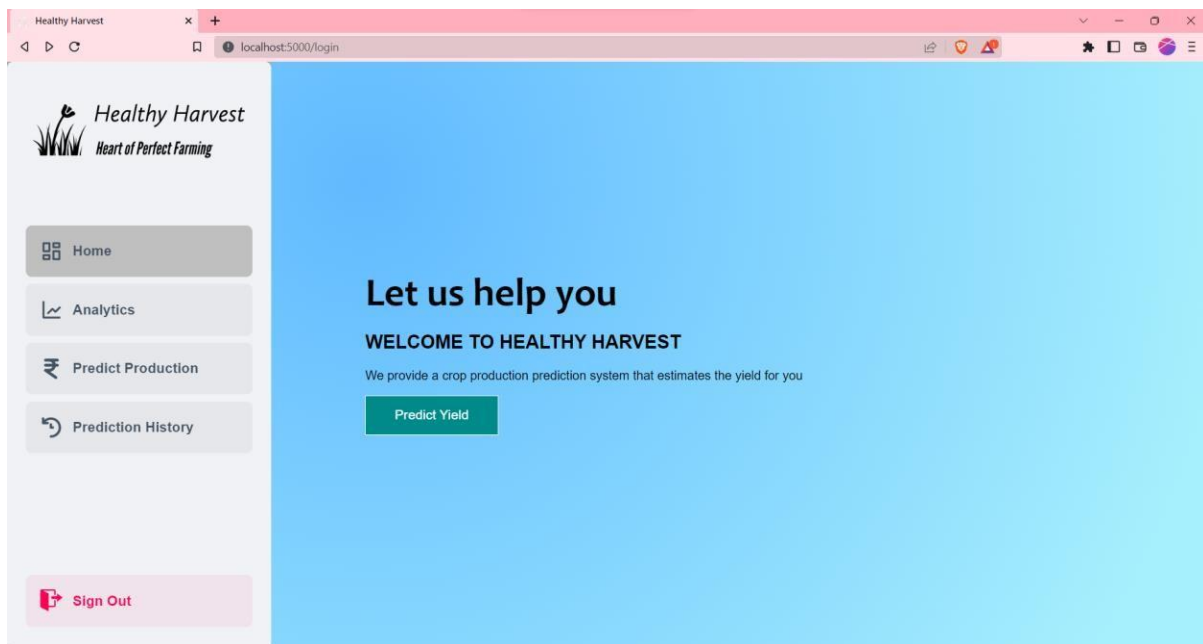 Healthy Harvest
localhost:5000/login
Healthy Harvest
Heart of Perfect Farming
Home
Analytics
Predict Production
Prediction History
Sign Out
Let us help you
WELCOME TO HEALTHY HARVEST
We provide a crop production prediction system that estimates the yield for you
Predict Yield